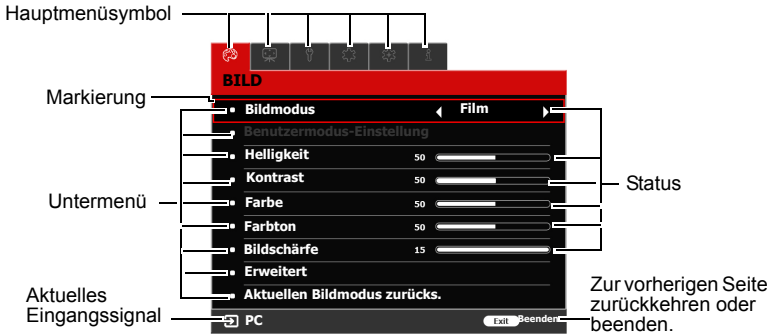 Hauptmenüsymbol
BILD
Markierung
Bildmodus Film
Benutzermodus-Einstellung
Helligkeit 50
Kontrast 50
Status
Untermenü
Farbe 50
Farbton 50
Bildschärfe 15
Erweitert
Aktuellen Bildmodus zurücks.
Aktuelles
Eingangssignal
PC
Exit Beenden
Zur vorherigen Seite
zurückkehren oder
beenden.